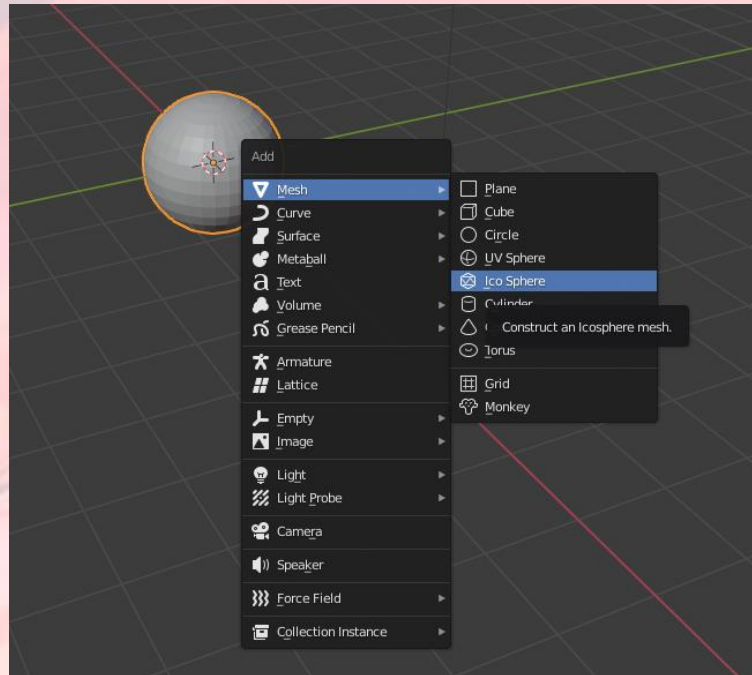 Add
Mesh
Curve
Surface
Metaball
Text
Volume
Grease Pencil
Armature
Lattice
Empty
Image
Light
Light Probe
Camera
Speaker
Force Field
Collection Instance
Plane
Cube
Circle
UV Sphere
Ico Sphere
Cylinder
Construct an Icosphere mesh.
Torus
Grid
Monkey